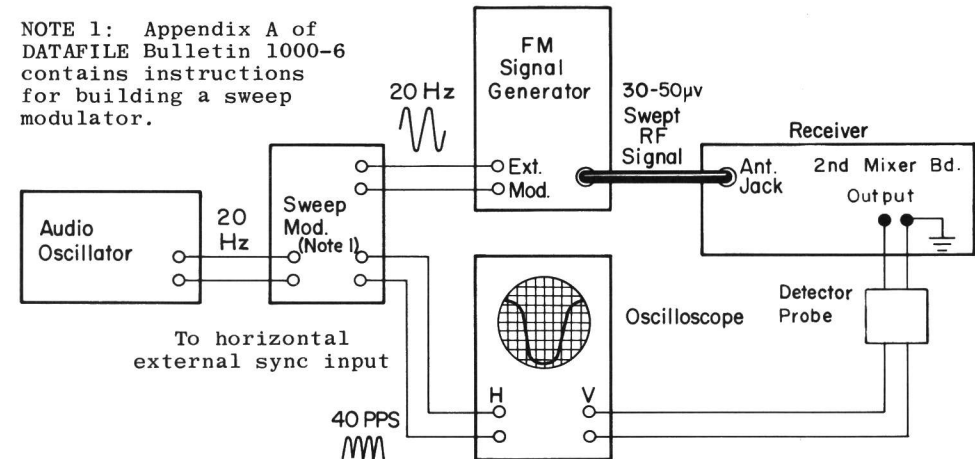 NOTE 1: Appendix A of
DATAFILE Bulletin 1000-6
contains instructions
for building a sweep
modulator.
20 Hz
FM
Signal
Generator
Ext.
Mod.
30-50μv
Swept
RF
Signal
Receiver
Ant.
Jack
2nd Mixer Bd.
Output
Audio
Oscillator
20
Hz
Sweep
Mod.
(Note 1)
To horizontal
external sync input
40 PPS
H
V
Oscilloscope
Detector
Probe